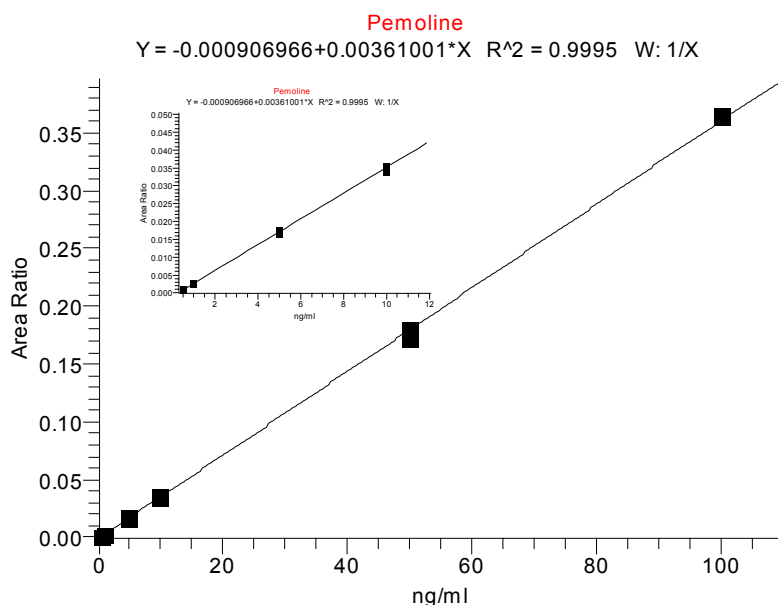 Pemoline
Y = -0.000906966+0.00361001*X R^2 = 0.9995 W: 1/X
Pemoline
Y = -0.000906966+0.00361001*X R^2 = 0.9995 W: 1/X
0.050
0.045
0.040
0.035
0.030
0.025
0.020
0.015
0.010
0.005
0.000
Area Ratio
2 4 6 8 10 12
ng/ml
0.35
0.30
0.25
0.20
0.15
0.10
0.05
0.00
Area Ratio
0 20 40 60 80 100
ng/ml